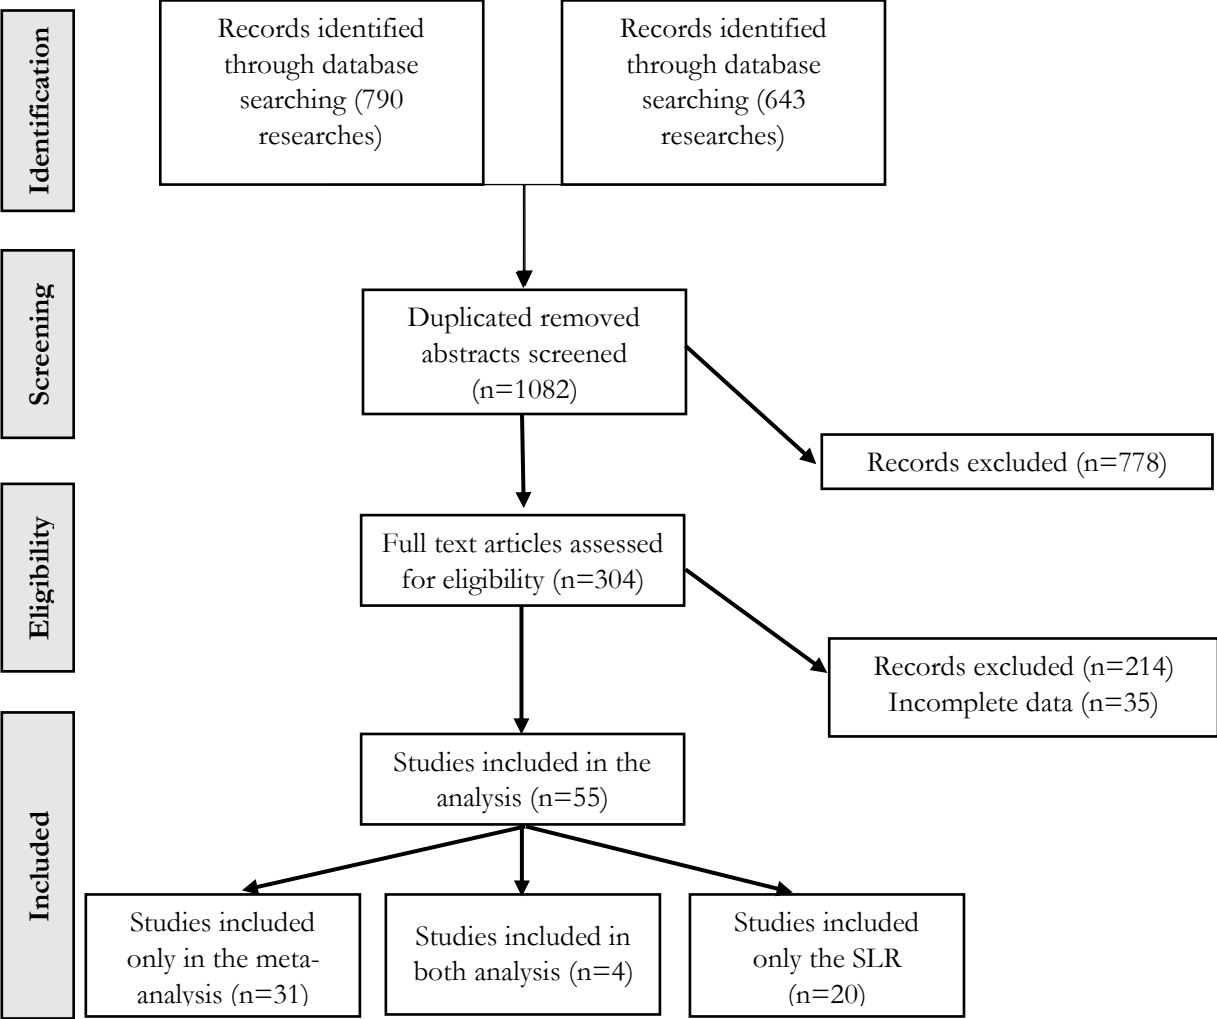 Identification
Records identified
through database
searching (790
researches)
Records identified
through database
searching (643
researches)
Screening
Duplicated removed
abstracts screened
(n=1082)
Records excluded (n=778)
Eligibility
Full text articles assessed
for eligibility (n=304)
Records excluded (n=214)
Incomplete data (n=35)
Included
Studies included in the
analysis (n=55)
Studies included
only in the meta-
analysis (n=31)
Studies included in
both analysis (n=4)
Studies included
only the SLR
(n=20)